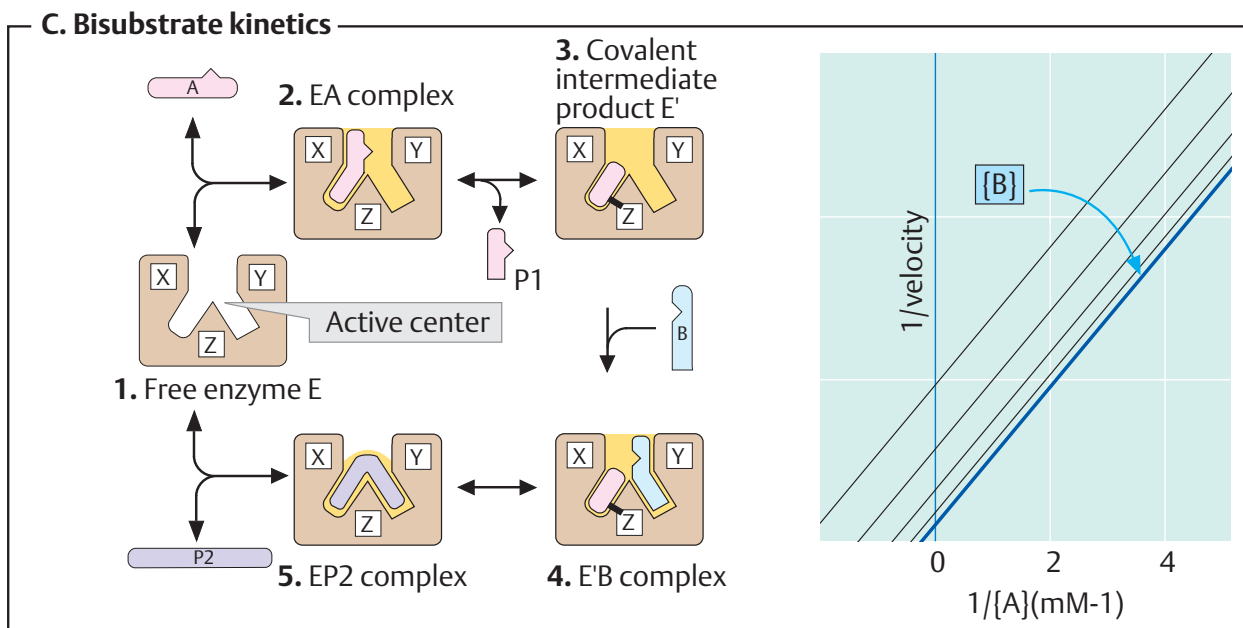 C. Bisubstrate kinetics
A
2. EA complex
3. Covalent
intermediate
product E'
X
Y
Z
X
Y
Z
P1
X
Y
Z
Active center
B
1. Free enzyme E
X
Y
Z
X
Y
Z
P2
5. EP2 complex
4. E'B complex
{B}
1/velocity
0
2
4
1/{A}(mM-1)